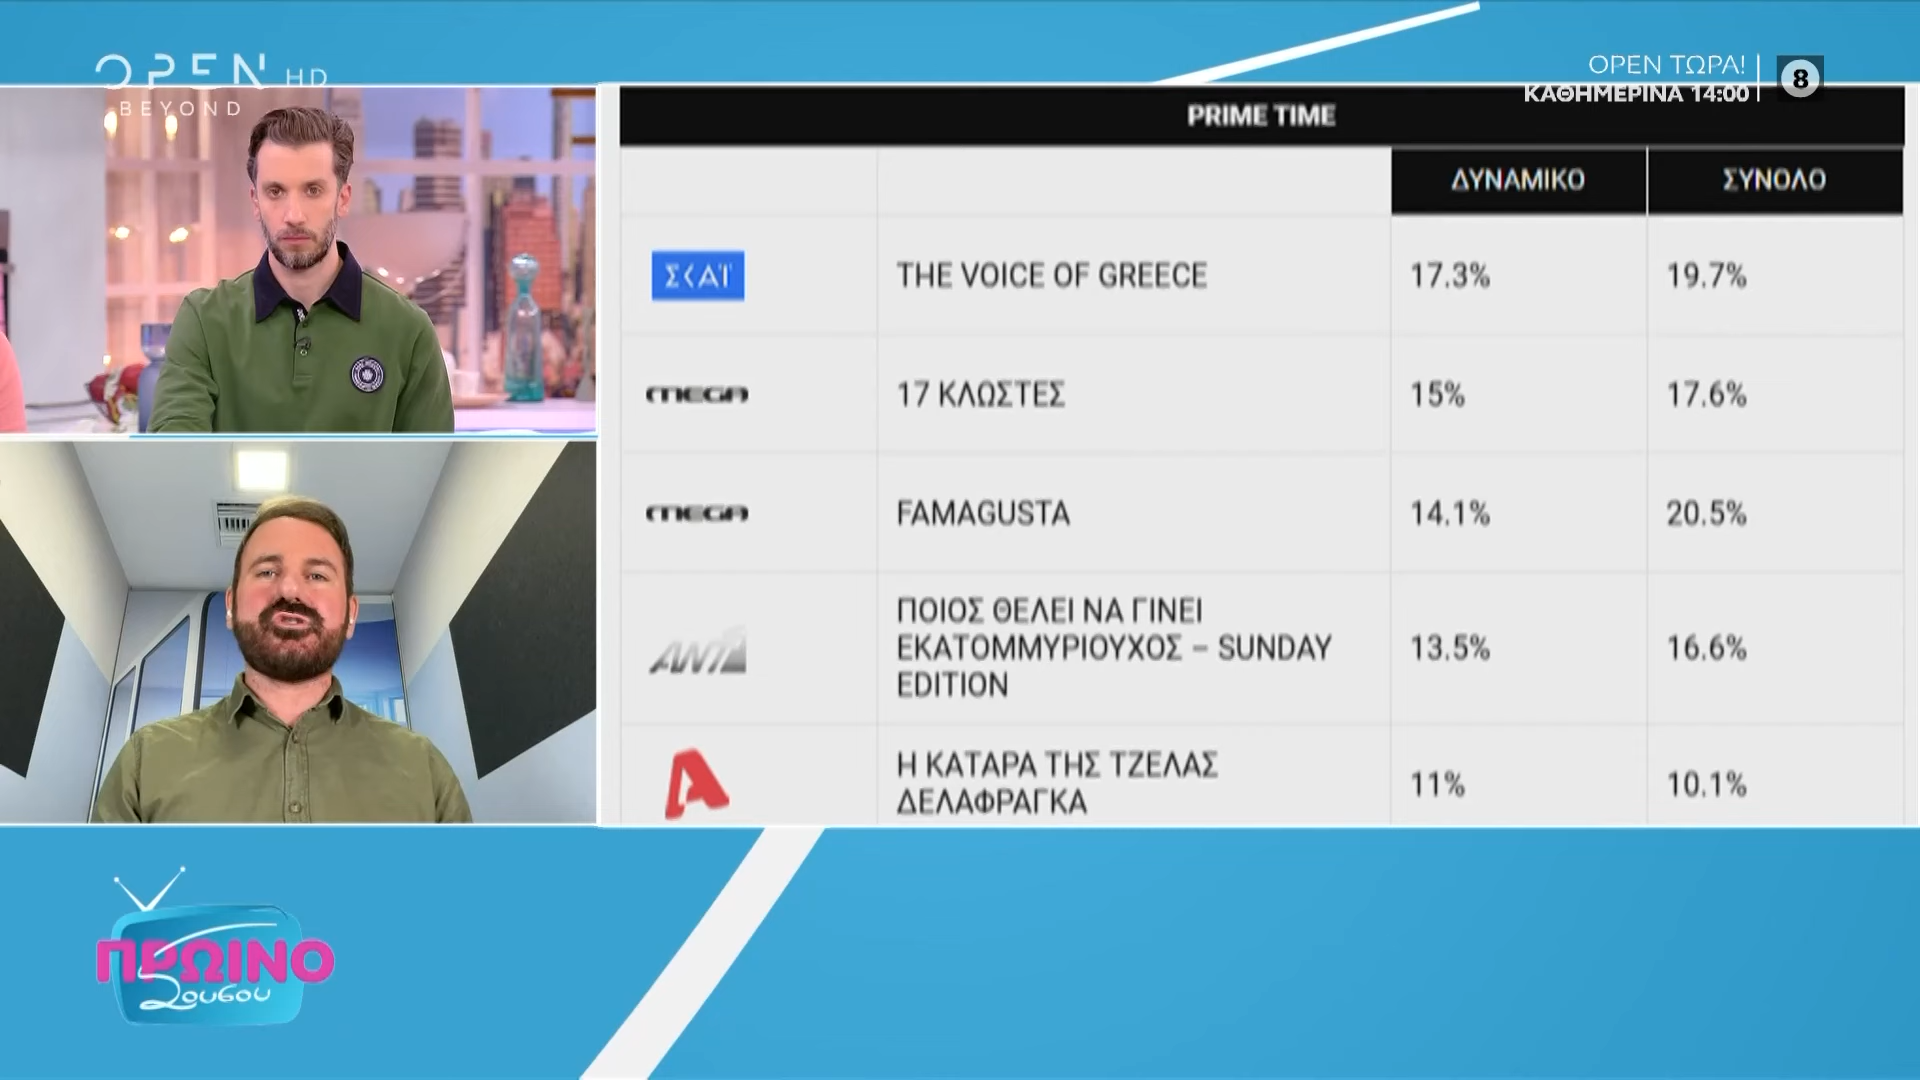 OPEN HD
BEYOND
OPEN ΤΩΡΑ!
ΚΑΘΗΜΕΡΙΝΑ 14:00
8
PRIME TIME
ΔΥΝΑΜΙΚΟ ΣΥΝΟΛΟ
ΣΚΑΪ THE VOICE OF GREECE 17.3% 19.7%
MEGA 17 ΚΛΩΣΤΕΣ 15% 17.6%
MEGA FAMAGUSTA 14.1% 20.5%
ΠΟΙΟΣ ΘΕΛΕΙ ΝΑ ΓΙΝΕΙ
ANT1 ΕΚΑΤΟΜΜΥΡΙΟΥΧΟΣ – SUNDAY 13.5% 16.6%
EDITION
Η ΚΑΤΑΡΑ ΤΗΣ ΤΖΕΛΑΣ
A 11% 10.1%
ΔΕΛΑΦΡΑΓΚΑ
ΠΡΩΙΝΟ
Σουσου